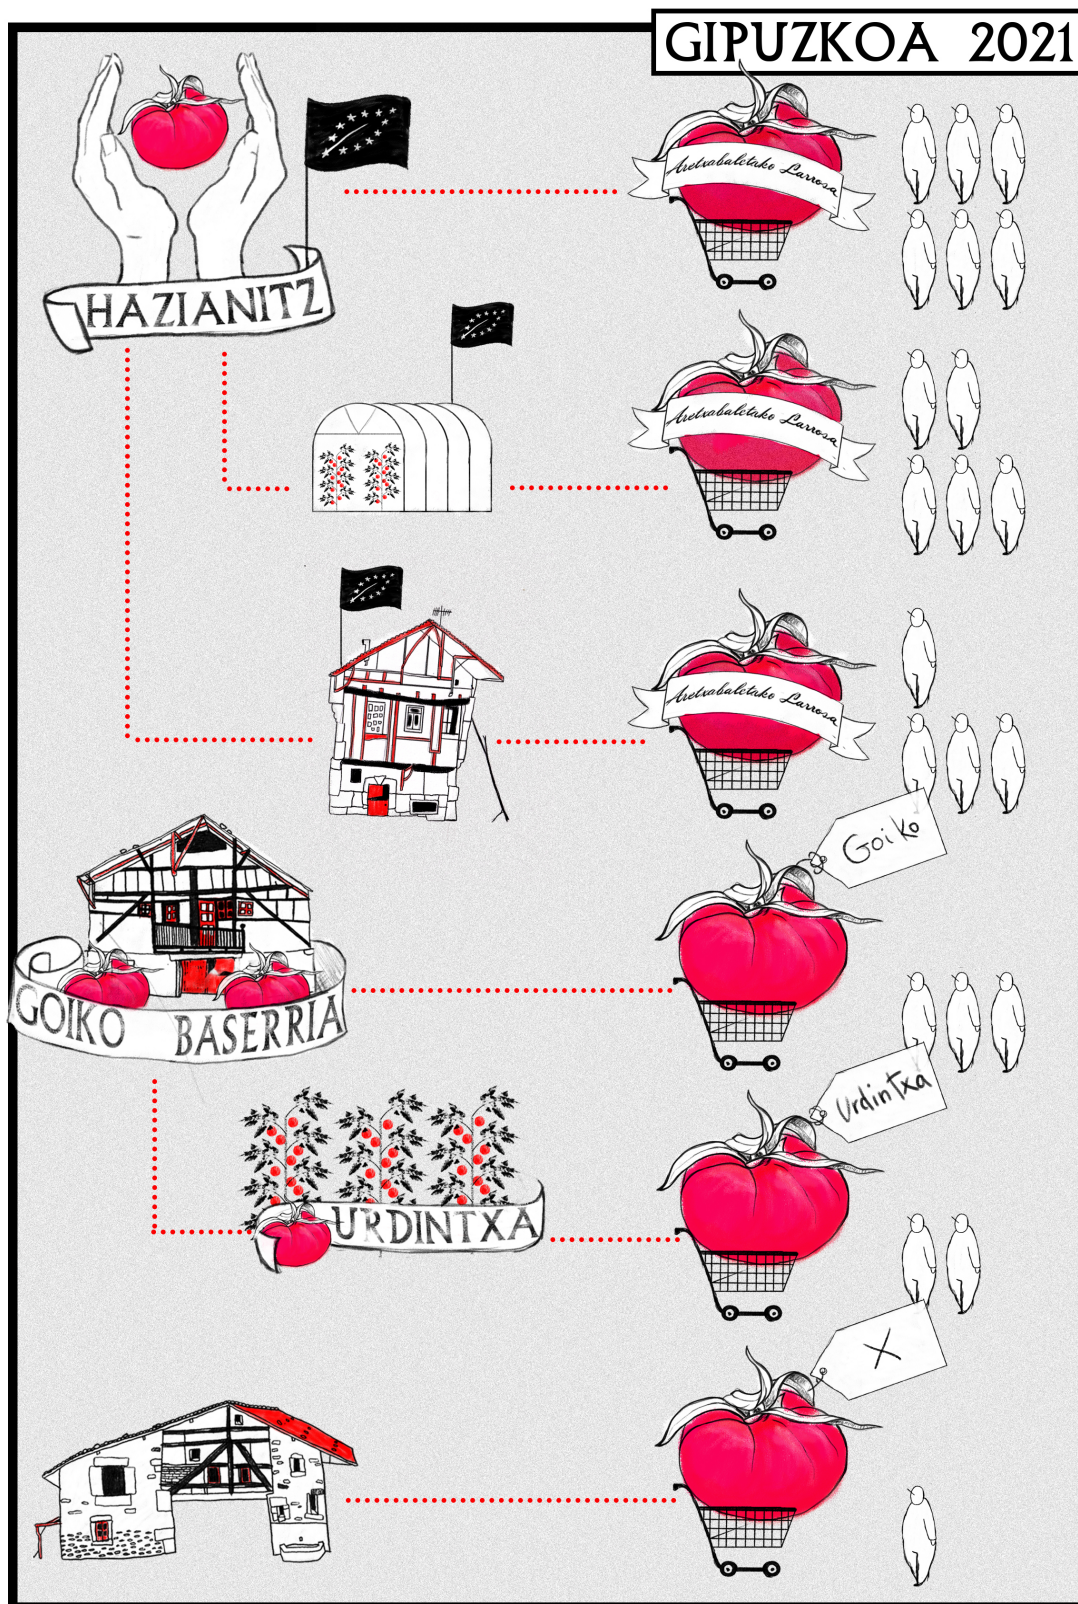 GIPUZKOA 2021
Aretxabaletako Larrosa
HAZIANITZ
Aretxabaletako Larrosa
Aretxabaletako Larrosa
Goiko
GOIKO BASERRIA
Urdintxa
URDINTXA
X